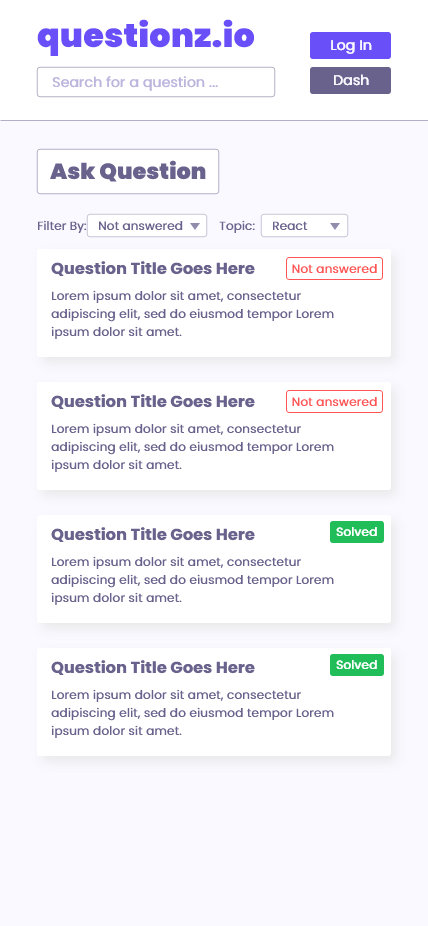 questionz.io
Log In
Search for a question ...
Dash
Ask Question
Filter By: Not answered Topic: React
Question Title Goes Here Not answered
Lorem ipsum dolor sit amet, consectetur
adipiscing elit, sed do eiusmod tempor Lorem
ipsum dolor sit amet.
Question Title Goes Here Not answered
Lorem ipsum dolor sit amet, consectetur
adipiscing elit, sed do eiusmod tempor Lorem
ipsum dolor sit amet.
Question Title Goes Here Solved
Lorem ipsum dolor sit amet, consectetur
adipiscing elit, sed do eiusmod tempor Lorem
ipsum dolor sit amet.
Question Title Goes Here Solved
Lorem ipsum dolor sit amet, consectetur
adipiscing elit, sed do eiusmod tempor Lorem
ipsum dolor sit amet.